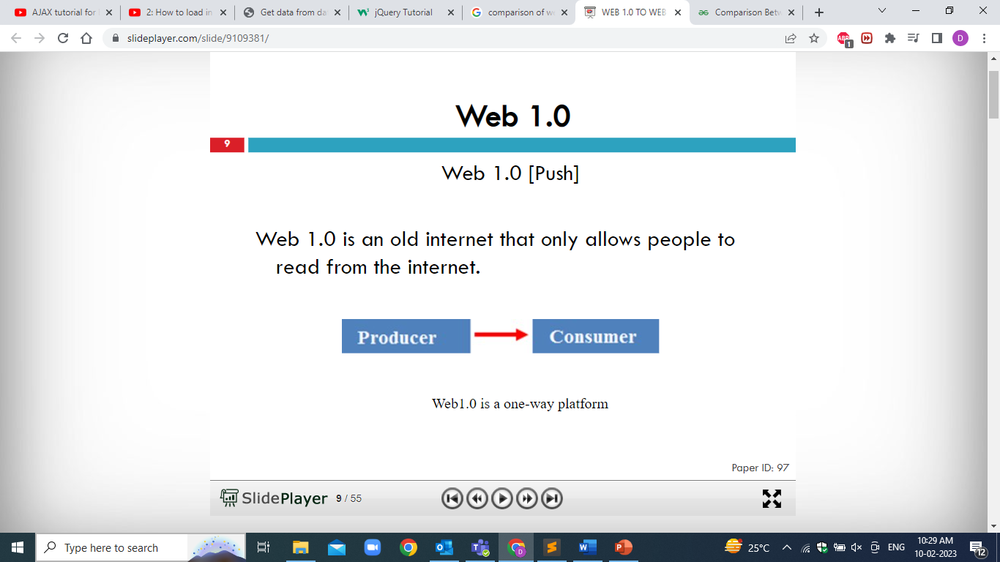 AJAX tutorial for
2: How to load in
Get data from da
jQuery Tutorial
comparison of w
WEB 1.0 TO WEB
Comparison Betw
slideplayer.com/slide/9109381/
ABP
1
D
Web 1.0
9
Web 1.0 [Push]
Web 1.0 is an old internet that only allows people to
read from the internet.
Producer
Consumer
Web1.0 is a one-way platform
Paper ID: 97
SlidePlayer 9 / 55
Type here to search
25°C
ENG
10:29 AM
10-02-2023
12